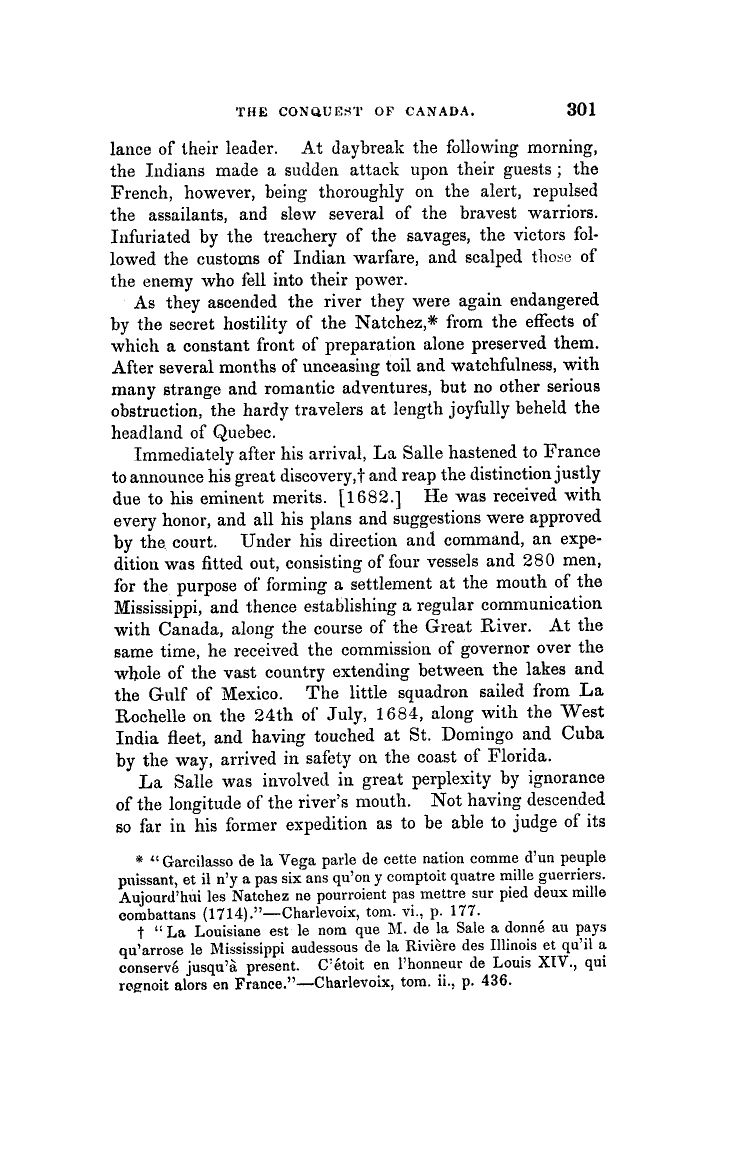 THE CONQUEST OF CANADA. 301
lance of their leader. At daybreak the following morning,
the Indians made a sudden attack upon their guests ; the
French, however, being thoroughly on the alert, repulsed
the assailants, and slew several of the bravest warriors.
Infuriated by the treachery of the savages, the victors fol-
lowed the customs of Indian warfare, and scalped those of
the enemy who fell into their power.
As they ascended the river they were again endangered
by the secret hostility of the Natchez,* from the effects of
which a constant front of preparation alone preserved them.
After several months of unceasing toil and watchfulness, with
many strange and romantic adventures, but no other serious
obstruction, the hardy travelers at length joyfully beheld the
headland of Quebec.
Immediately after his arrival, La Salle hastened to France
to announce his great discovery,† and reap the distinction justly
due to his eminent merits. [1682.] He was received with
every honor, and all his plans and suggestions were approved
by the court. Under his direction and command, an expe-
dition was fitted out, consisting of four vessels and 280 men,
for the purpose of forming a settlement at the mouth of the
Mississippi, and thence establishing a regular communication
with Canada, along the course of the Great River. At the
same time, he received the commission of governor over the
whole of the vast country extending between the lakes and
the Gulf of Mexico. The little squadron sailed from La
Rochelle on the 24th of July, 1684, along with the West
India fleet, and having touched at St. Domingo and Cuba
by the way, arrived in safety on the coast of Florida.
La Salle was involved in great perplexity by ignorance
of the longitude of the river's mouth. Not having descended
so far in his former expedition as to be able to judge of its
* "Garcilasso de la Vega parle de cette nation comme d'un peuple
puissant, et il n'y a pas six ans qu'on y comptoit quatre mille guerriers.
Aujourd'hui les Natchez ne pourroient pas mettre sur pied deux mille
combattans (1714)."—Charlevoix, tom. vi., p. 177.
† "La Louisiane est le nom que M. de la Sale a donné au pays
qu'arrose le Mississippi audessous de la Rivière des Illinois et qu'il a
conservé jusqu'à present. C'étoit en l'honneur de Louis XIV., qui
regnoit alors en France."—Charlevoix, tom. ii., p. 436.